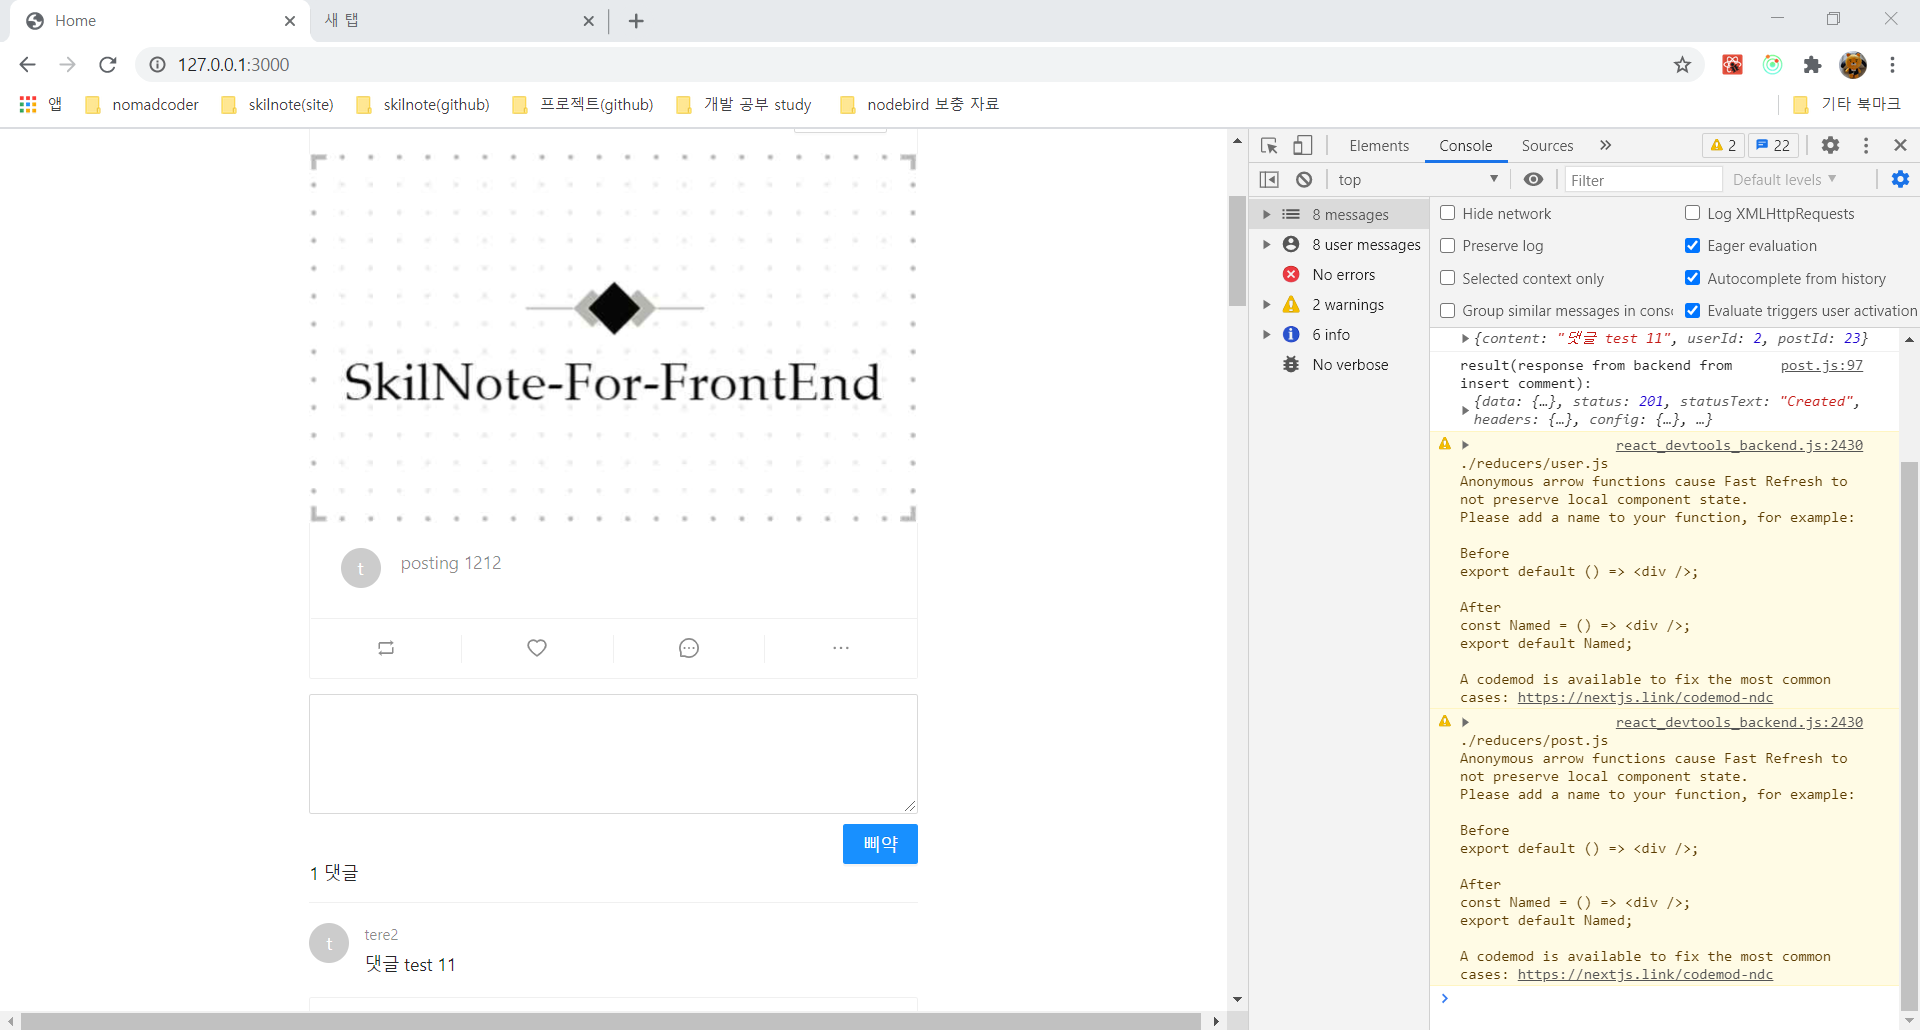 Home
새 탭
127.0.0.1:3000
앱
nomadcoder
skilnote(site)
skilnote(github)
프로젝트(github)
개발 공부 study
nodebird 보충 자료
기타 북마크
SkilNote-For-FrontEnd
t
posting 1212
삐약
1 댓글
t
tere2
댓글 test 11
Elements
Console
Sources
2
22
top
Filter
Default levels
8 messages
8 user messages
No errors
2 warnings
6 info
No verbose
Hide network
Log XMLHttpRequests
Preserve log
Eager evaluation
Selected context only
Autocomplete from history
Group similar messages in conso
Evaluate triggers user activation
{content: "댓글 test 11", userId: 2, postId: 23}
result(response from backend from post.js:97
insert comment):
{data: {…}, status: 201, statusText: "Created",
headers: {…}, config: {…}, …}
react_devtools_backend.js:2430
./reducers/user.js
Anonymous arrow functions cause Fast Refresh to
not preserve local component state.
Please add a name to your function, for example:
Before
export default () => <div />;
After
const Named = () => <div />;
export default Named;
A codemod is available to fix the most common
cases: https://nextjs.link/codemod-ndc
react_devtools_backend.js:2430
./reducers/post.js
Anonymous arrow functions cause Fast Refresh to
not preserve local component state.
Please add a name to your function, for example:
Before
export default () => <div />;
After
const Named = () => <div />;
export default Named;
A codemod is available to fix the most common
cases: https://nextjs.link/codemod-ndc